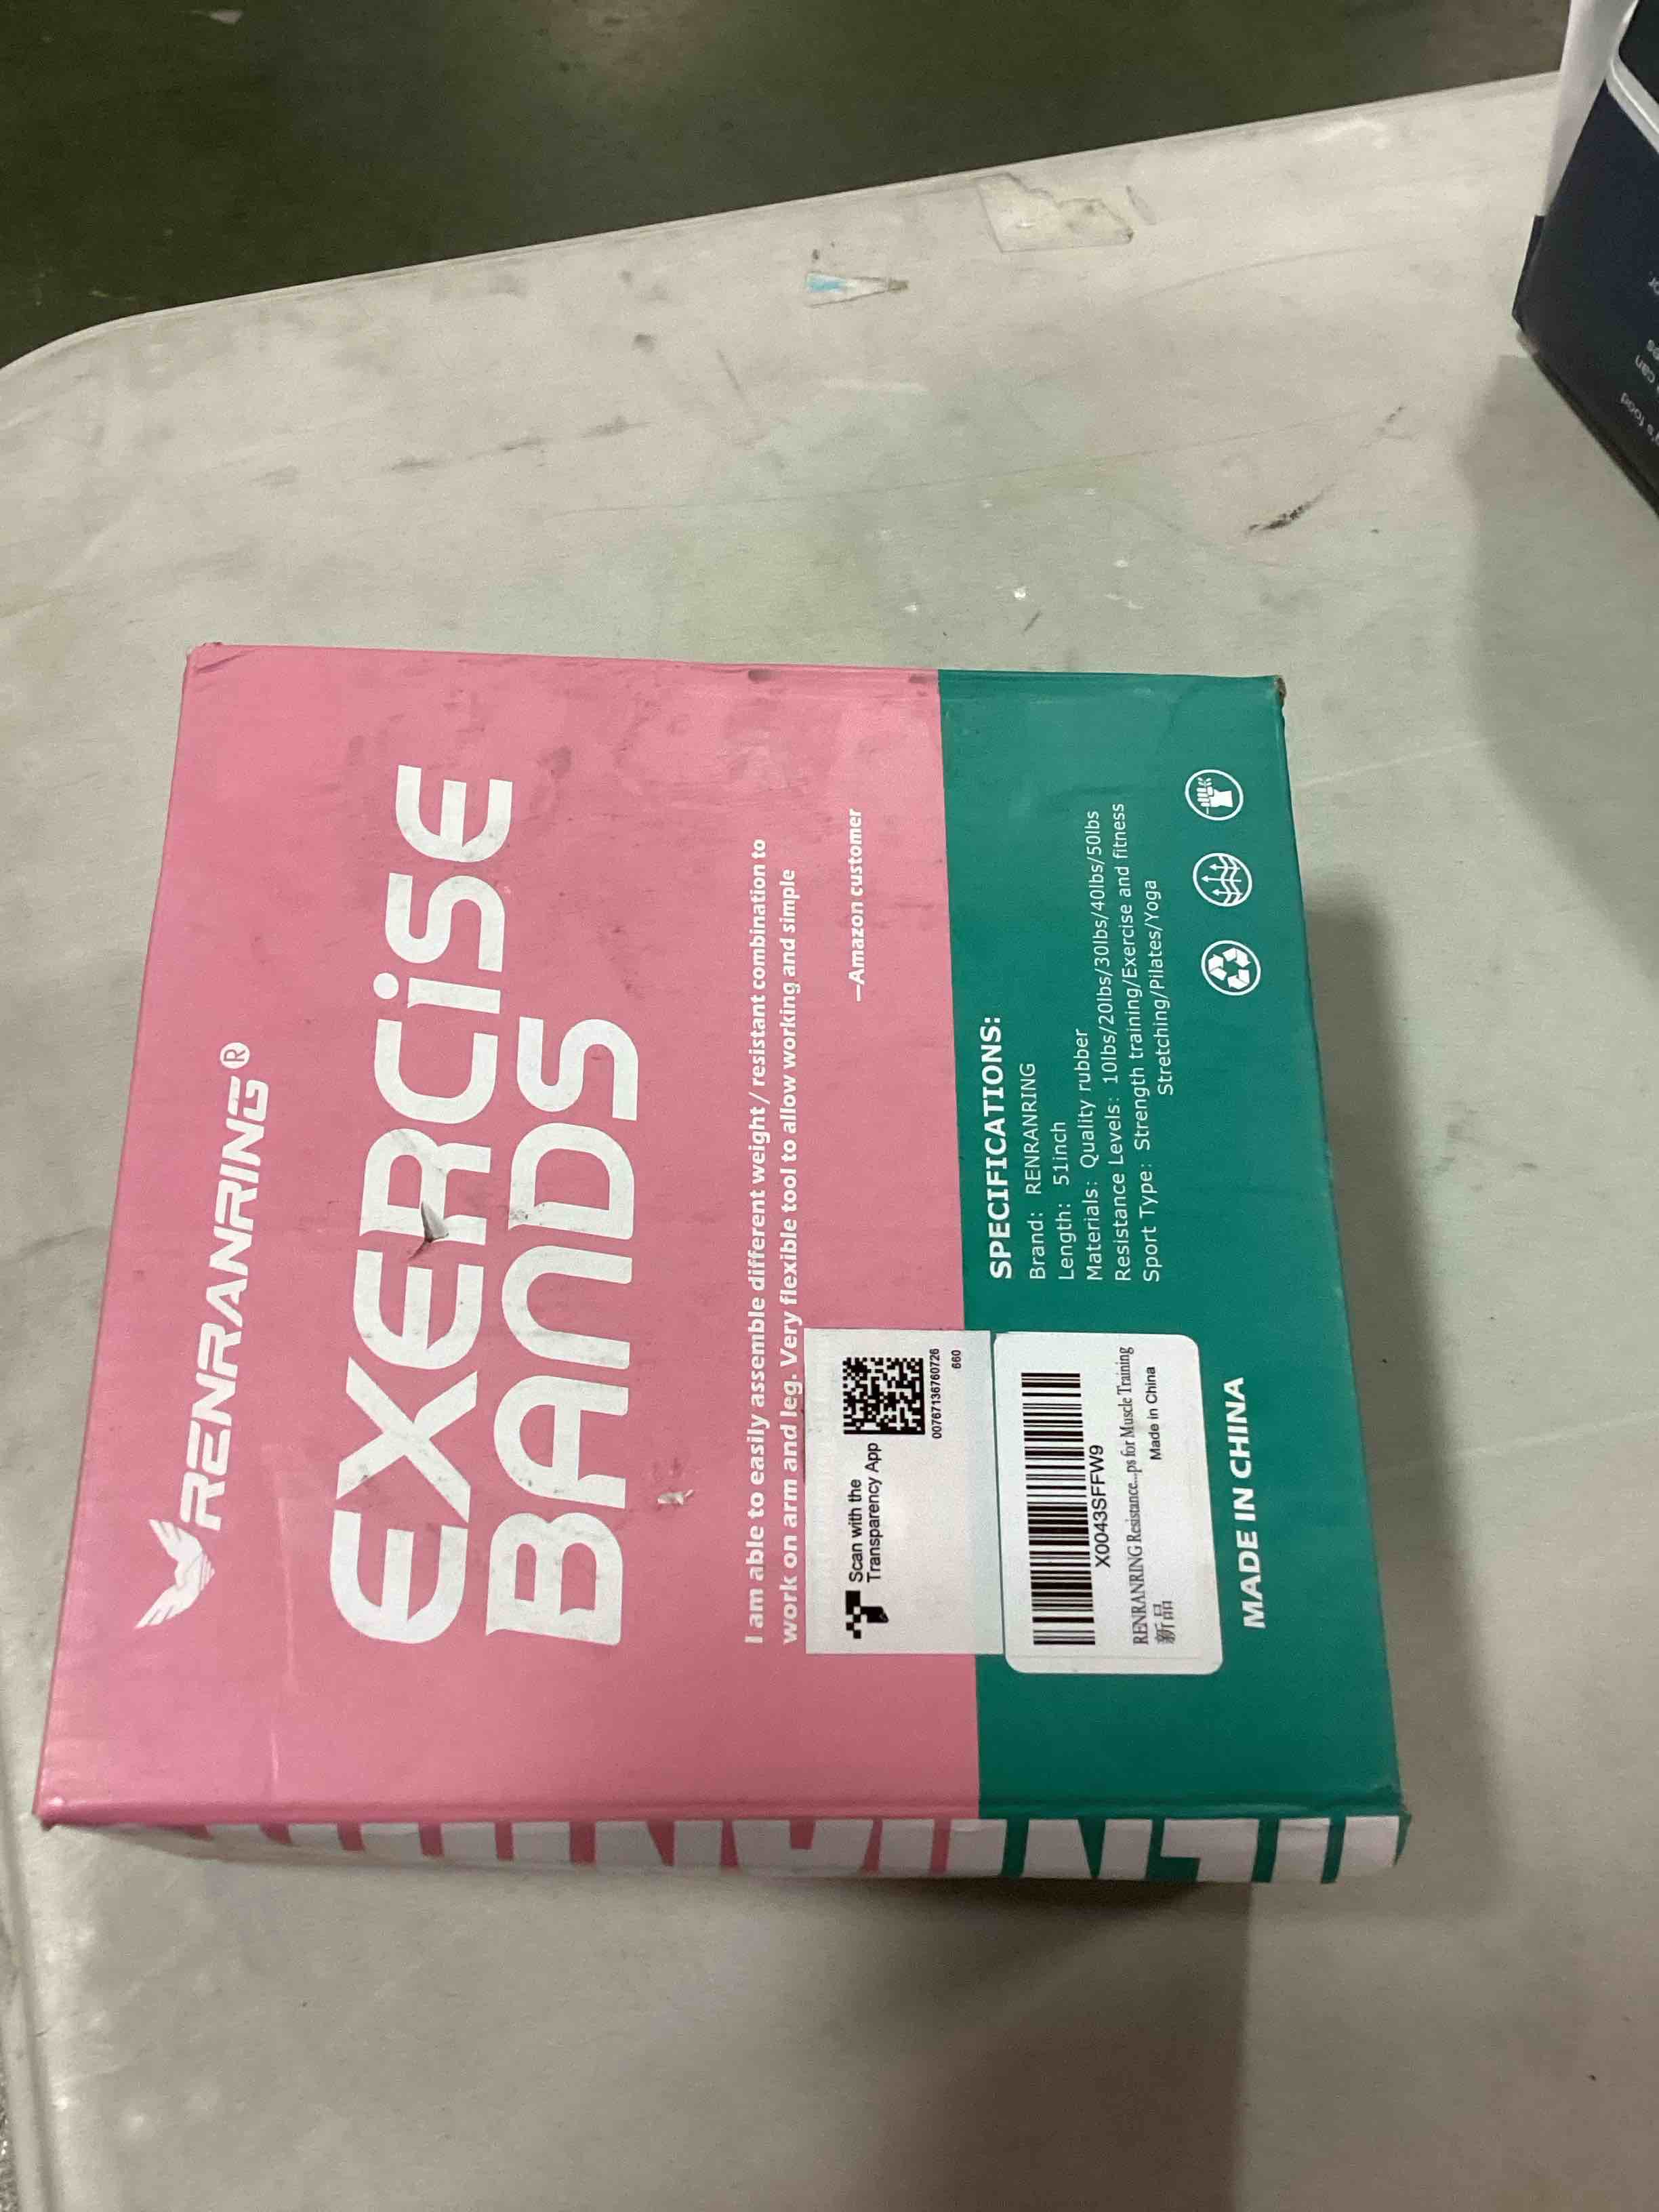 RENRANRING®
EXERCiSE
BANDS
I am able to easily assemble different weight / resistant combination to
work on arm and leg. Very flexible tool to allow working and simple
—Amazon customer
Scan with the
Transparency App
00767136760726
660
SPECIFICATIONS:
Brand: RENRANRING
Length: 51inch
Materials: Quality rubber
Resistance Levels: 10lbs/20lbs/30lbs/40lbs/50lbs
Sport Type: Strength training/Exercise and fitness
Stretching/Pilates/Yoga
X0043SFFW9
RENRANRING Resistance...ps for Muscle Training
新品
Made in China
MADE IN CHINA
can
food